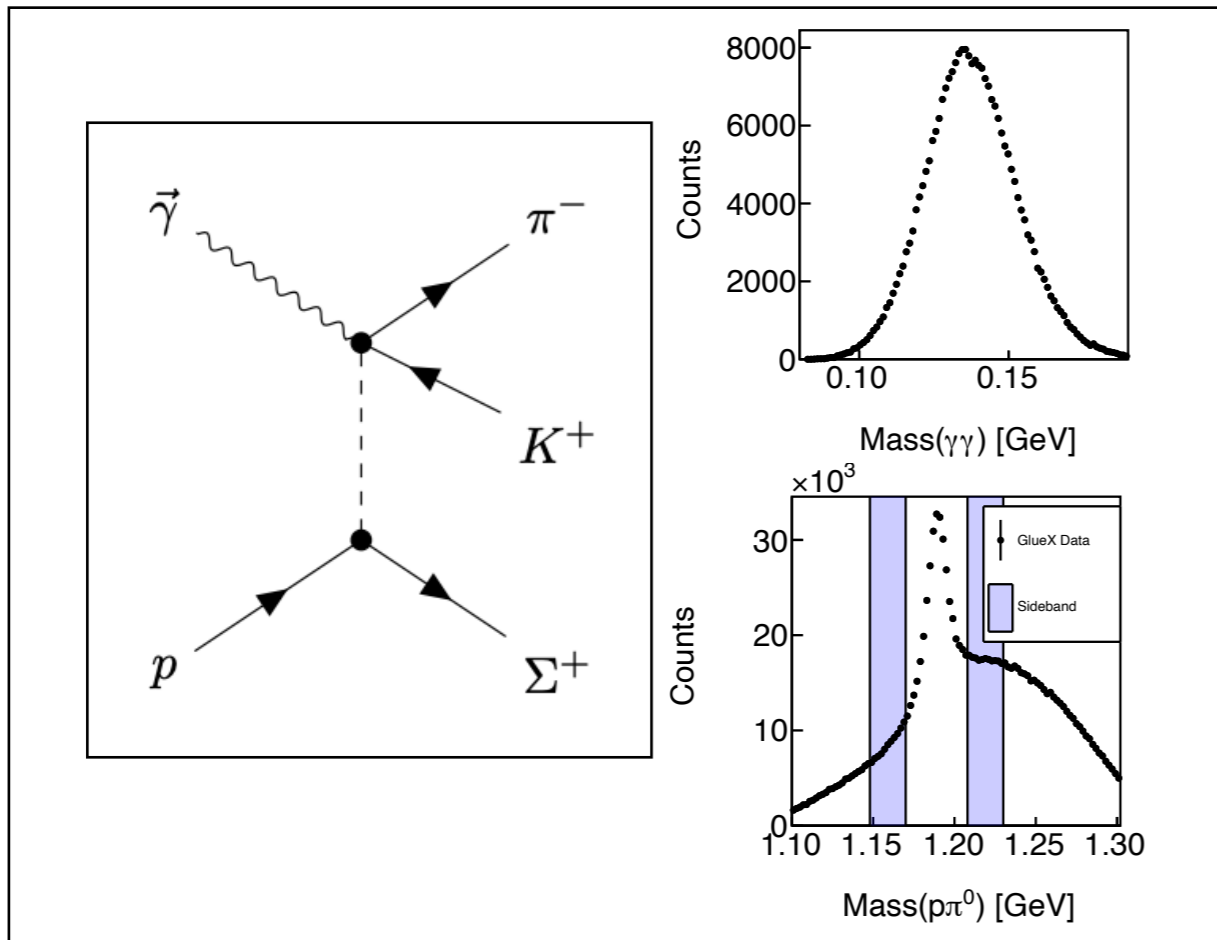 γ⃗
π⁻
K⁺
p
Σ⁺
8000
6000
4000
2000
0
Counts
0.10 0.15
Mass(γγ) [GeV]
×10³
30
20
10
0
Counts
GlueX Data
Sideband
1.10 1.15 1.20 1.25 1.30
Mass(pπ⁰) [GeV]